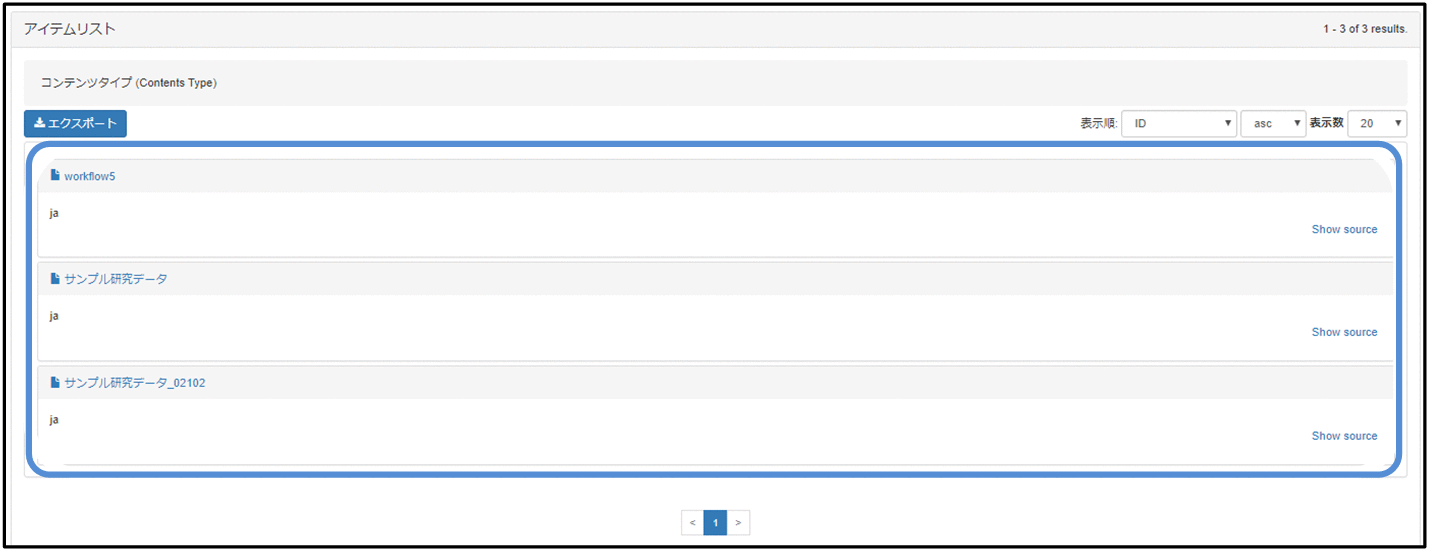 アイテムリスト 1 - 3 of 3 results.
コンテンツタイプ (Contents Type)
エクスポート 表示順: ID asc 表示数 20
workflow5
ja
Show source
サンプル研究データ
ja
Show source
サンプル研究データ_02102
ja
Show source
< 1 >